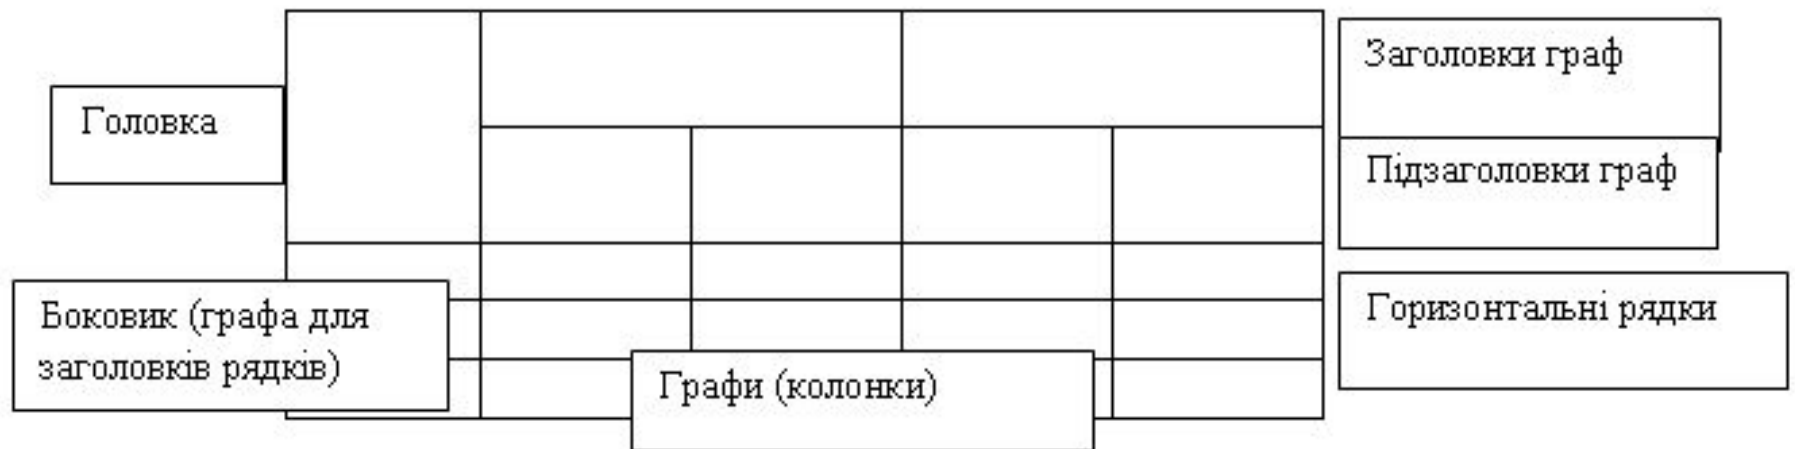 Заголовки граф
Головка
Підзаголовки граф
Боковик (графа для
заголовків рядків)
Горизонтальні рядки
Графи (колонки)